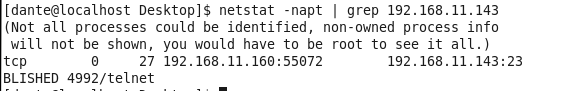 [dante@localhost Desktop]$ netstat -napt | grep 192.168.11.143
(Not all processes could be identified, non-owned process info
 will not be shown, you would have to be root to see it all.)
tcp        0     27 192.168.11.160:55072        192.168.11.143:23
BLISHED 4992/telnet